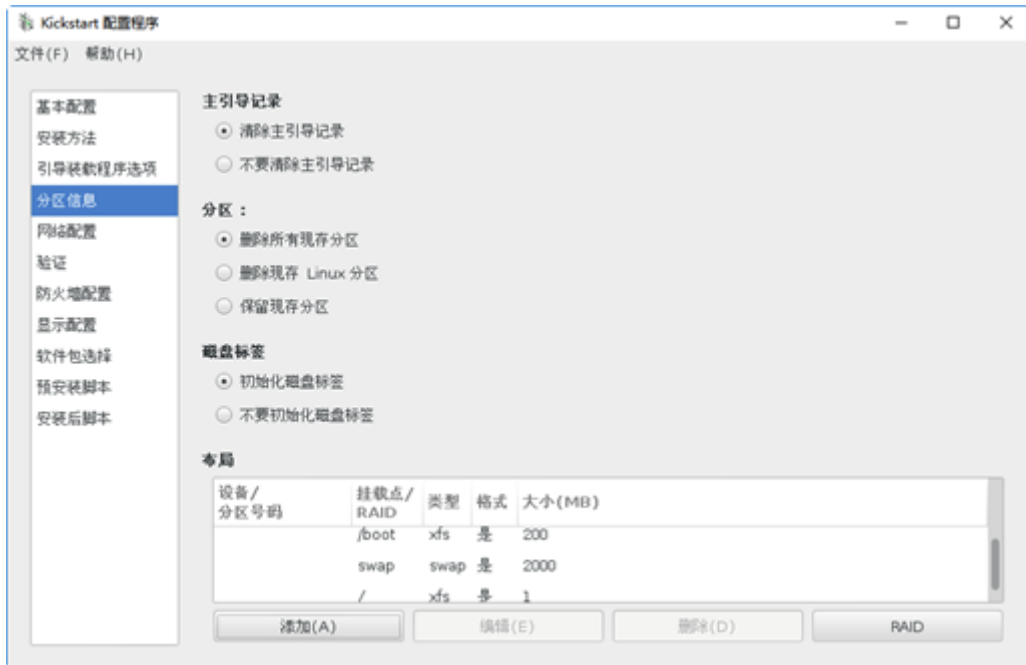 Kickstart 配置程序
文件(F) 帮助(H)
基本配置
安装方法
引导装载程序选项
分区信息
网络配置
验证
防火墙配置
显示配置
软件包选择
预安装脚本
安装后脚本
主引导记录
清除主引导记录
不要清除主引导记录
分区：
删除所有现存分区
删除现存 Linux 分区
保留现存分区
磁盘标签
初始化磁盘标签
不要初始化磁盘标签
布局
设备/ 挂载点/ 类型 格式 大小(MB)
分区号码 RAID
/boot xfs 是 200
swap swap 是 2000
/ xfs 是 1
添加(A) 编辑(E) 删除(D) RAID